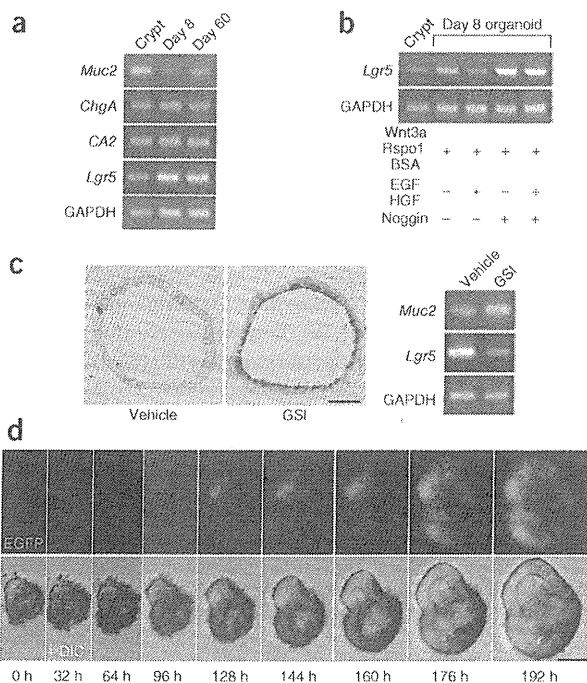 a
Crypt Day 8 Day 60
Muc2
ChgA
CA2
Lgr5
GAPDH
b
Crypt Day 8 organoid
Lgr5
GAPDH
Wnt3a
Rspo1
BSA + + + +
EGF
HGF − + − +
Noggin − − + +
c
Vehicle GSI
Vehicle GSI
Muc2
Lgr5
GAPDH
d
EGFP
DIC
0 h 32 h 64 h 96 h 128 h 144 h 160 h 176 h 192 h